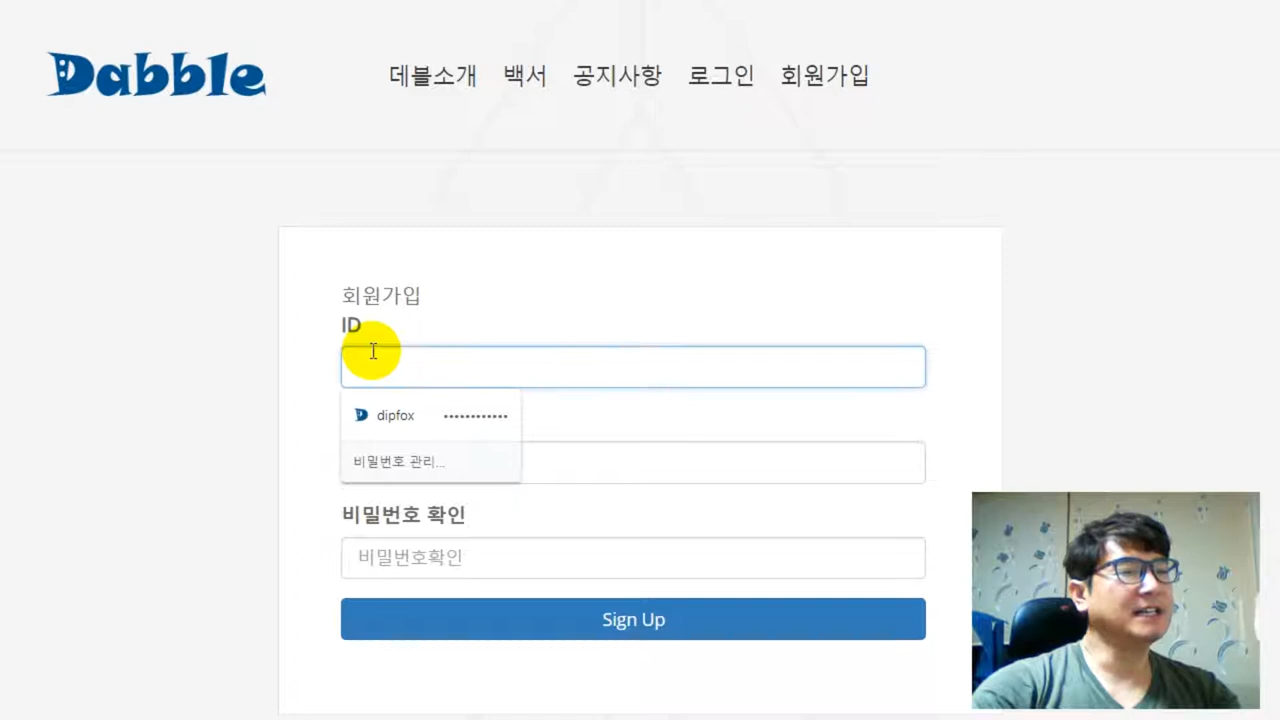 Dabble
데블소개 백서 공지사항 로그인 회원가입
회원가입
ID
dipfox ••••••••••••
비밀번호 관리...
비밀번호 확인
비밀번호확인
Sign Up